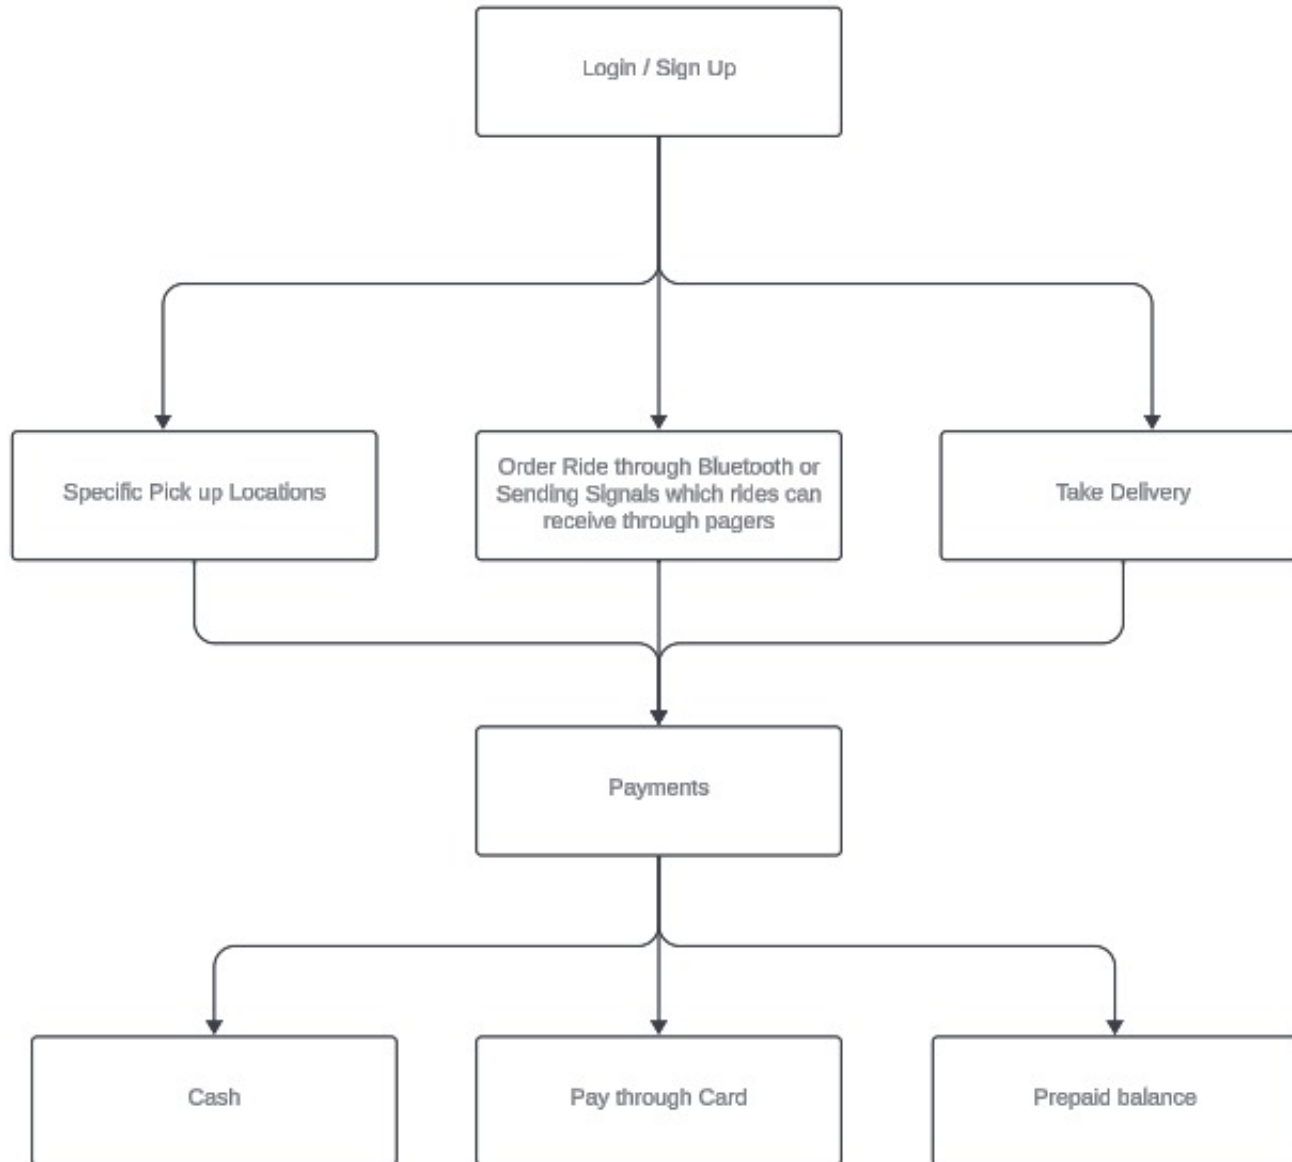 Login / Sign Up
Specific Pick up Locations
Order Ride through Bluetooth or
Sending Signals which rides can
receive through pagers
Take Delivery
Payments
Cash
Pay through Card
Prepaid balance